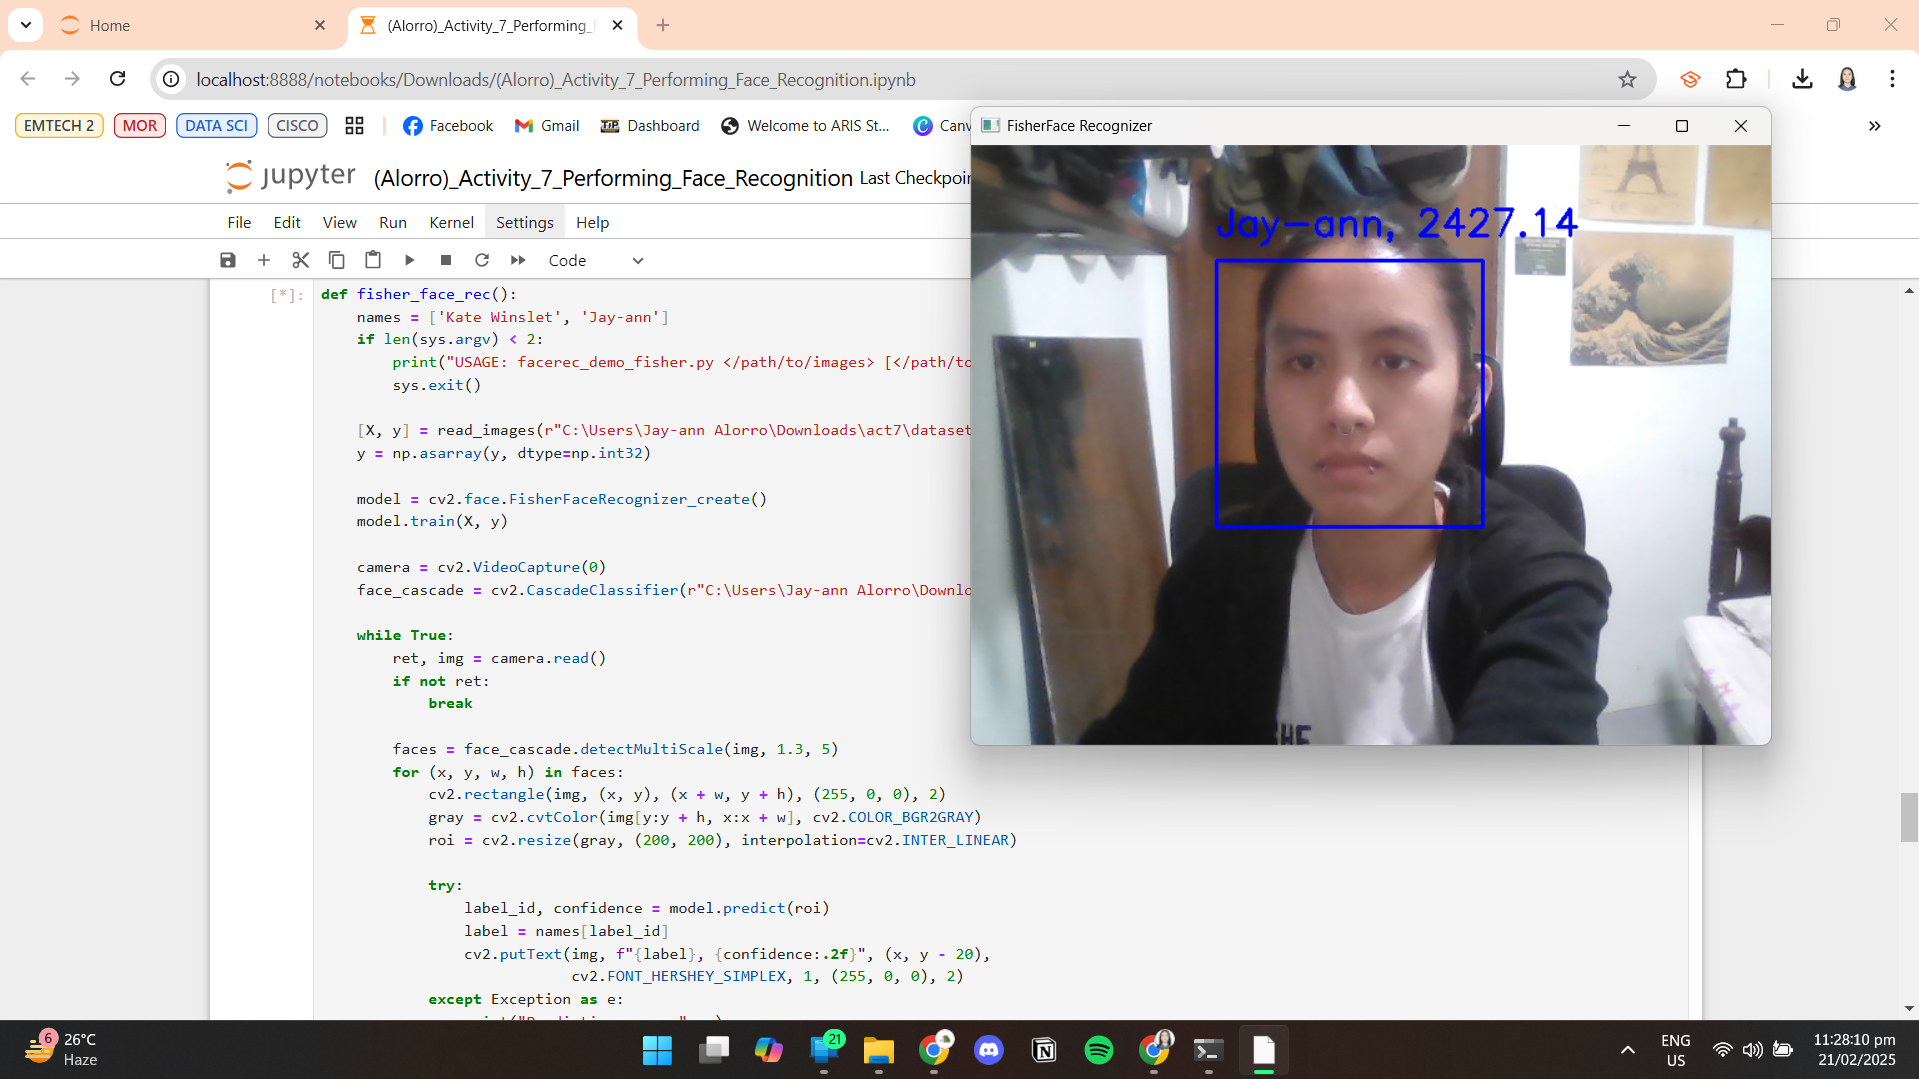 Home
(Alorro)_Activity_7_Performing_
localhost:8888/notebooks/Downloads/(Alorro)_Activity_7_Performing_Face_Recognition.ipynb
EMTECH 2
MOR
DATA SCI
CISCO
Facebook
Gmail
Dashboard
Welcome to ARIS St...
Canv
FisherFace Recognizer
Jay-ann, 2427.14
jupyter
(Alorro)_Activity_7_Performing_Face_Recognition Last Checkpoin
File Edit View Run Kernel Settings Help
Code
[*]:
def fisher_face_rec():
names = ['Kate Winslet', 'Jay-ann']
if len(sys.argv) < 2:
print("USAGE: facerec_demo_fisher.py </path/to/images> [</path/to
sys.exit()
[X, y] = read_images(r"C:\Users\Jay-ann Alorro\Downloads\act7\dataset
y = np.asarray(y, dtype=np.int32)
model = cv2.face.FisherFaceRecognizer_create()
model.train(X, y)
camera = cv2.VideoCapture(0)
face_cascade = cv2.CascadeClassifier(r"C:\Users\Jay-ann Alorro\Downlo
while True:
ret, img = camera.read()
if not ret:
break
faces = face_cascade.detectMultiScale(img, 1.3, 5)
for (x, y, w, h) in faces:
cv2.rectangle(img, (x, y), (x + w, y + h), (255, 0, 0), 2)
gray = cv2.cvtColor(img[y:y + h, x:x + w], cv2.COLOR_BGR2GRAY)
roi = cv2.resize(gray, (200, 200), interpolation=cv2.INTER_LINEAR)
try:
label_id, confidence = model.predict(roi)
label = names[label_id]
cv2.putText(img, f"{label}, {confidence:.2f}", (x, y - 20),
cv2.FONT_HERSHEY_SIMPLEX, 1, (255, 0, 0), 2)
except Exception as e:
6
26°C
Haze
21
ENG
US
11:28:10 pm
21/02/2025